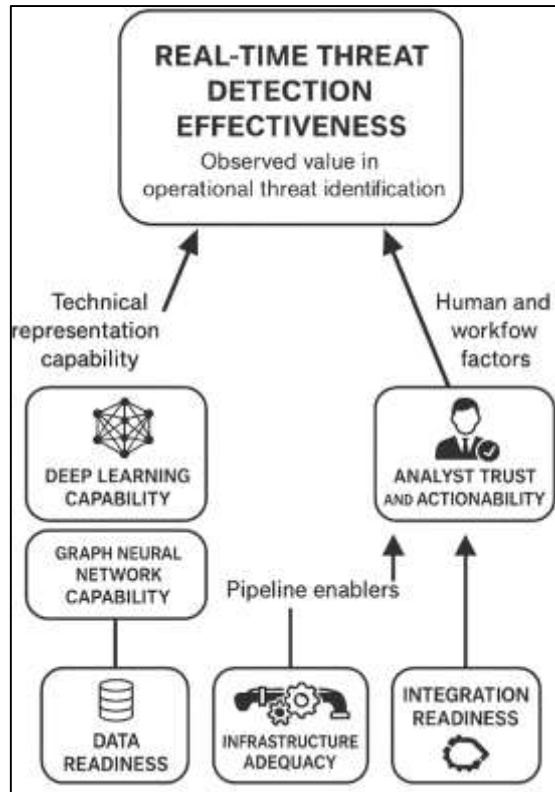 REAL-TIME THREAT
DETECTION
EFFECTIVENESS
Observed value in
operational threat identification
Technical
representation
capability
Human and
workfow
factors
DEEP LEARNING
CAPABILITY
ANALYST TRUST
AND ACTIONABILITY
GRAPH NEURAL
NETWORK
CAPABILITY
Pipeline enablers
DATA
READINESS
INFRASTRUCTURE
ADEQUACY
INTEGRATION
READINESS